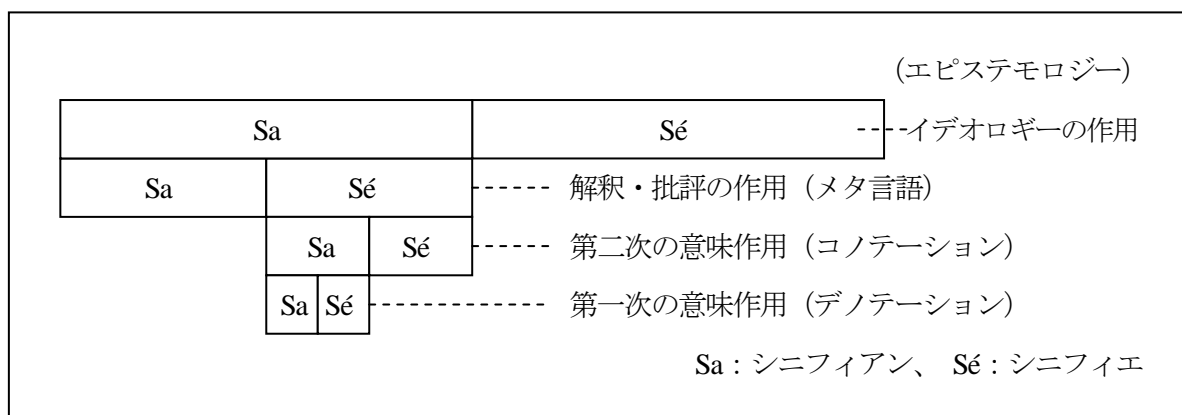 (エピステモロジー)
Sa Sé ----イデオロギーの作用
Sa Sé ----- 解釈・批評の作用（メタ言語）
Sa Sé ----- 第二次の意味作用（コノテーション）
Sa Sé ------------ 第一次の意味作用（デノテーション）
Sa：シニフィアン、 Sé：シニフィエ